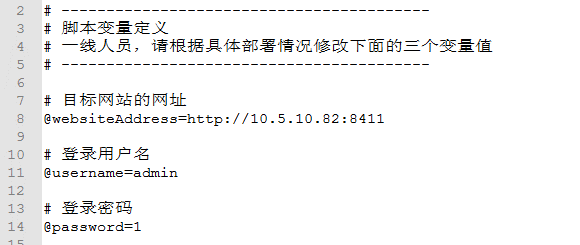 2 # -----------------------------------------
3 # 脚本变量定义
4 # 一线人员，请根据具体部署情况修改下面的三个变量值
5 # -----------------------------------------
6
7 # 目标网站的网址
8 @websiteAddress=http://10.5.10.82:8411
9
10 # 登录用户名
11 @username=admin
12
13 # 登录密码
14 @password=1